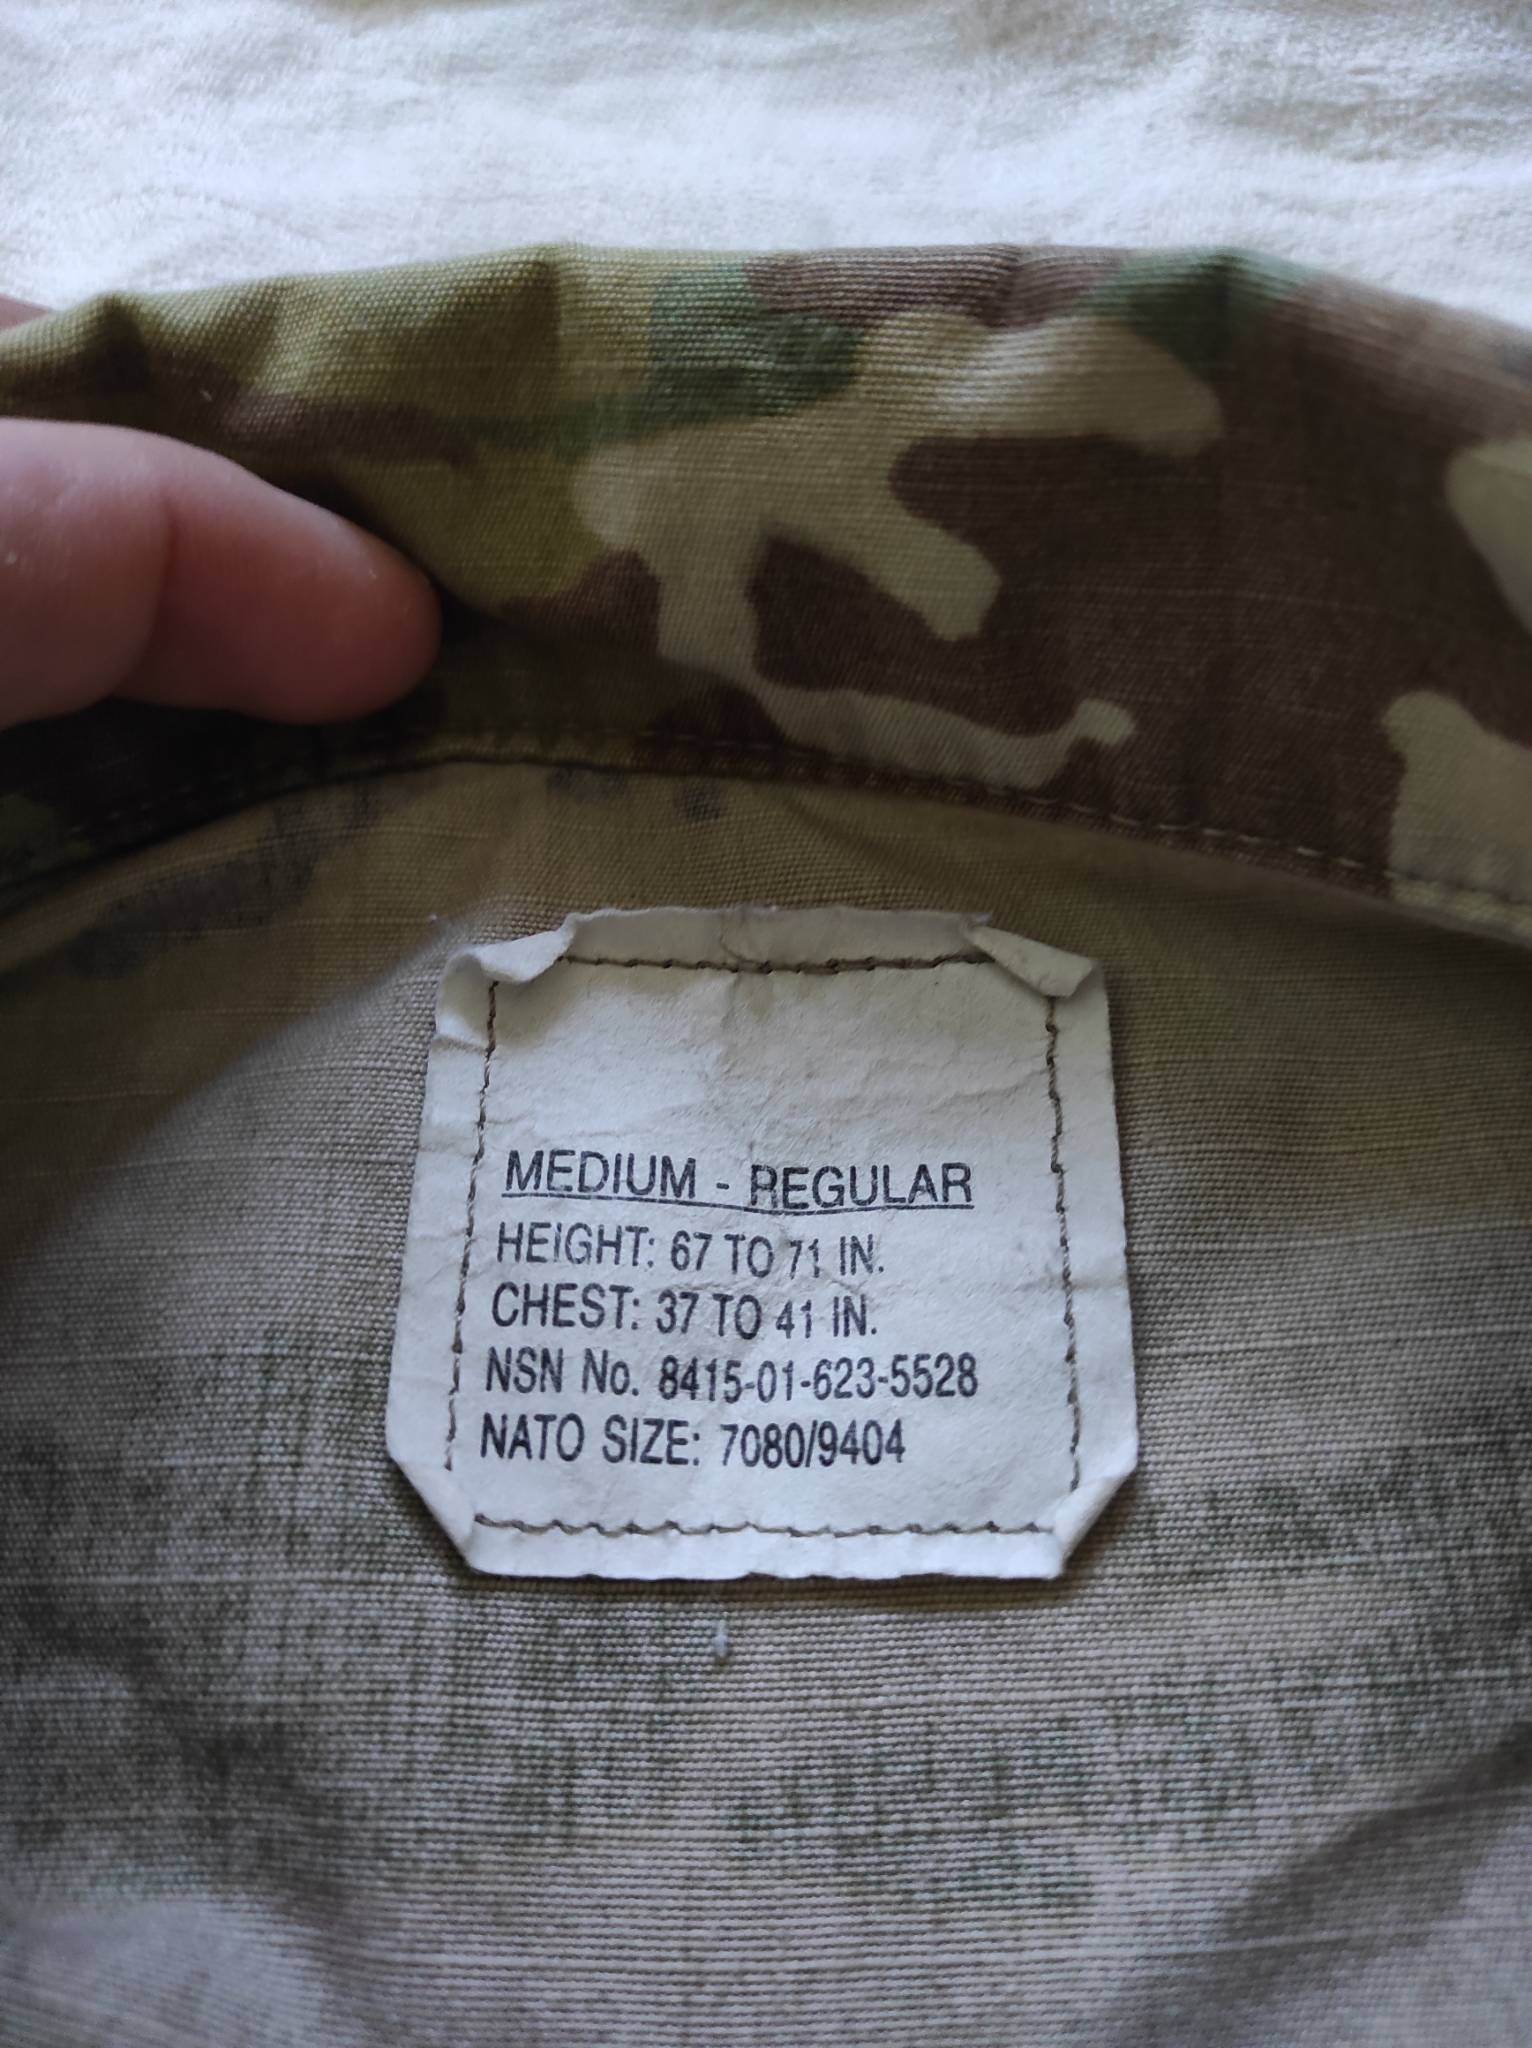 MEDIUM - REGULAR
HEIGHT: 67 TO 71 IN.
CHEST: 37 TO 41 IN.
NSN No. 8415-01-623-5528
NATO SIZE: 7080/9404